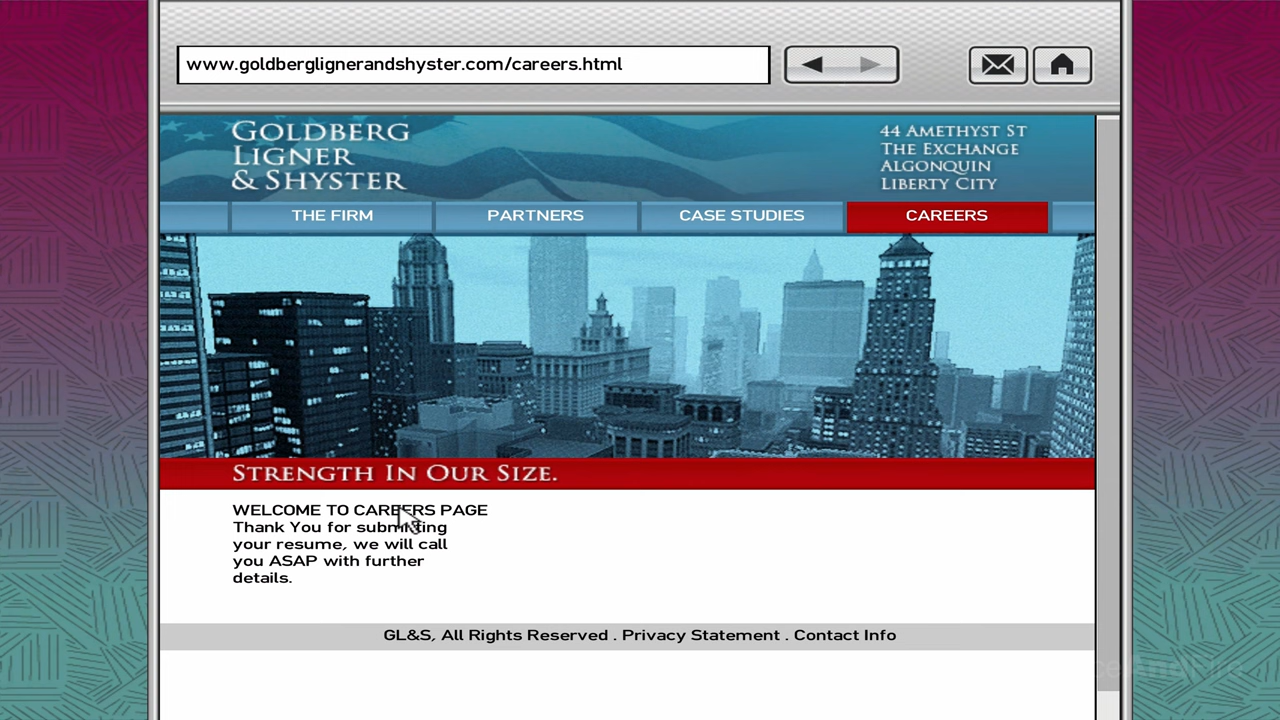 www.goldberglignerandshyster.com/careers.html
GOLDBERG
LIGNER
& SHYSTER
44 AMETHYST ST
THE EXCHANGE
ALGONQUIN
LIBERTY CITY
THE FIRM
PARTNERS
CASE STUDIES
CAREERS
STRENGTH IN OUR SIZE.
WELCOME TO CAREERS PAGE
Thank You for submitting
your resume, we will call
you ASAP with further
details.
GL&S, All Rights Reserved . Privacy Statement . Contact Info